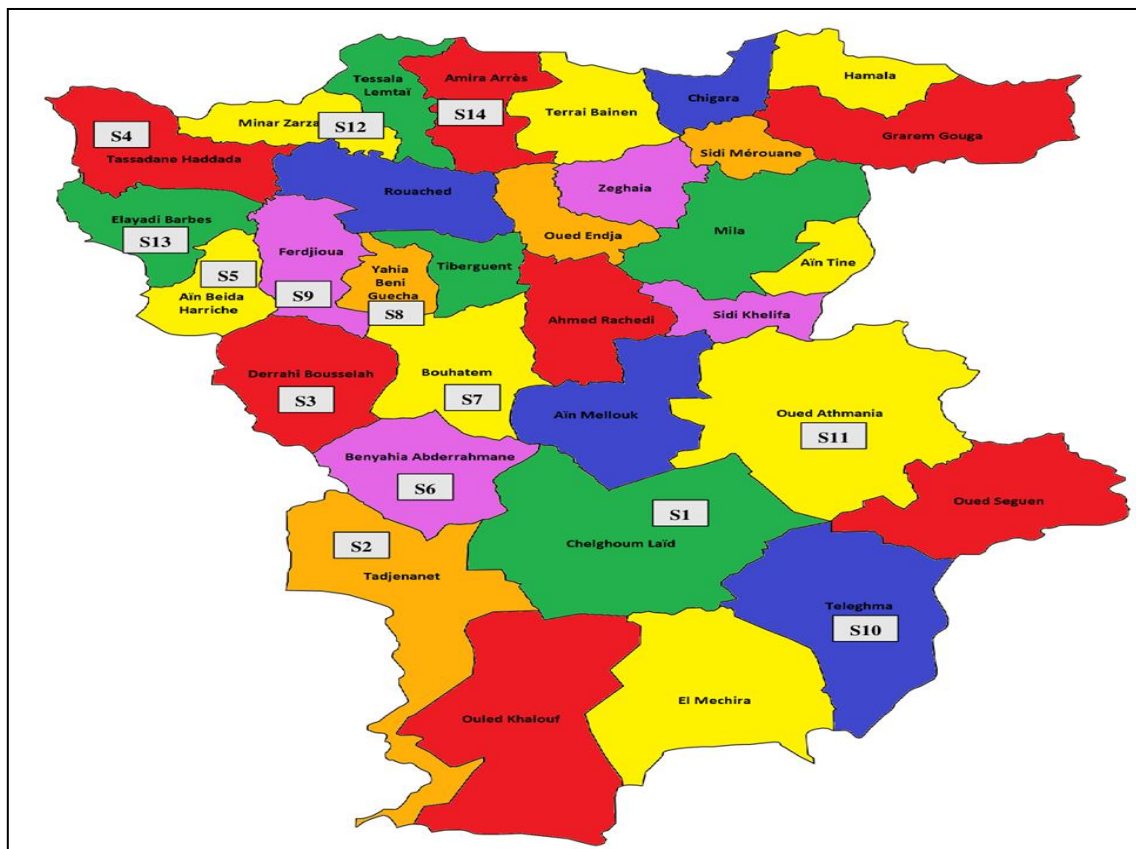 Tessala
Lemtaï
Amira Arrès
S14
Terrai Bainen
Chigara
Hamala
Grarem Gouga
Minar Zarza
S12
S4
Tassadane Haddada
Sidi Mérouane
Zeghaia
Rouached
Elayadi Barbes
S13
Ferdjioua
S9
Oued Endja
Mila
Aïn Tine
S5
Aïn Beida
Harriche
Yahia
Beni
Guecha
S8
Tiberguent
Ahmed Rachedi
Sidi Khelifa
Derrahi Bousselah
S3
Bouhatem
S7
Aïn Mellouk
Oued Athmania
S11
Benyahia Abderrahmane
S6
Oued Seguen
S1
Chelghoum Laïd
S2
Tadjenanet
Teleghma
S10
Ouled Khalouf
El Mechira